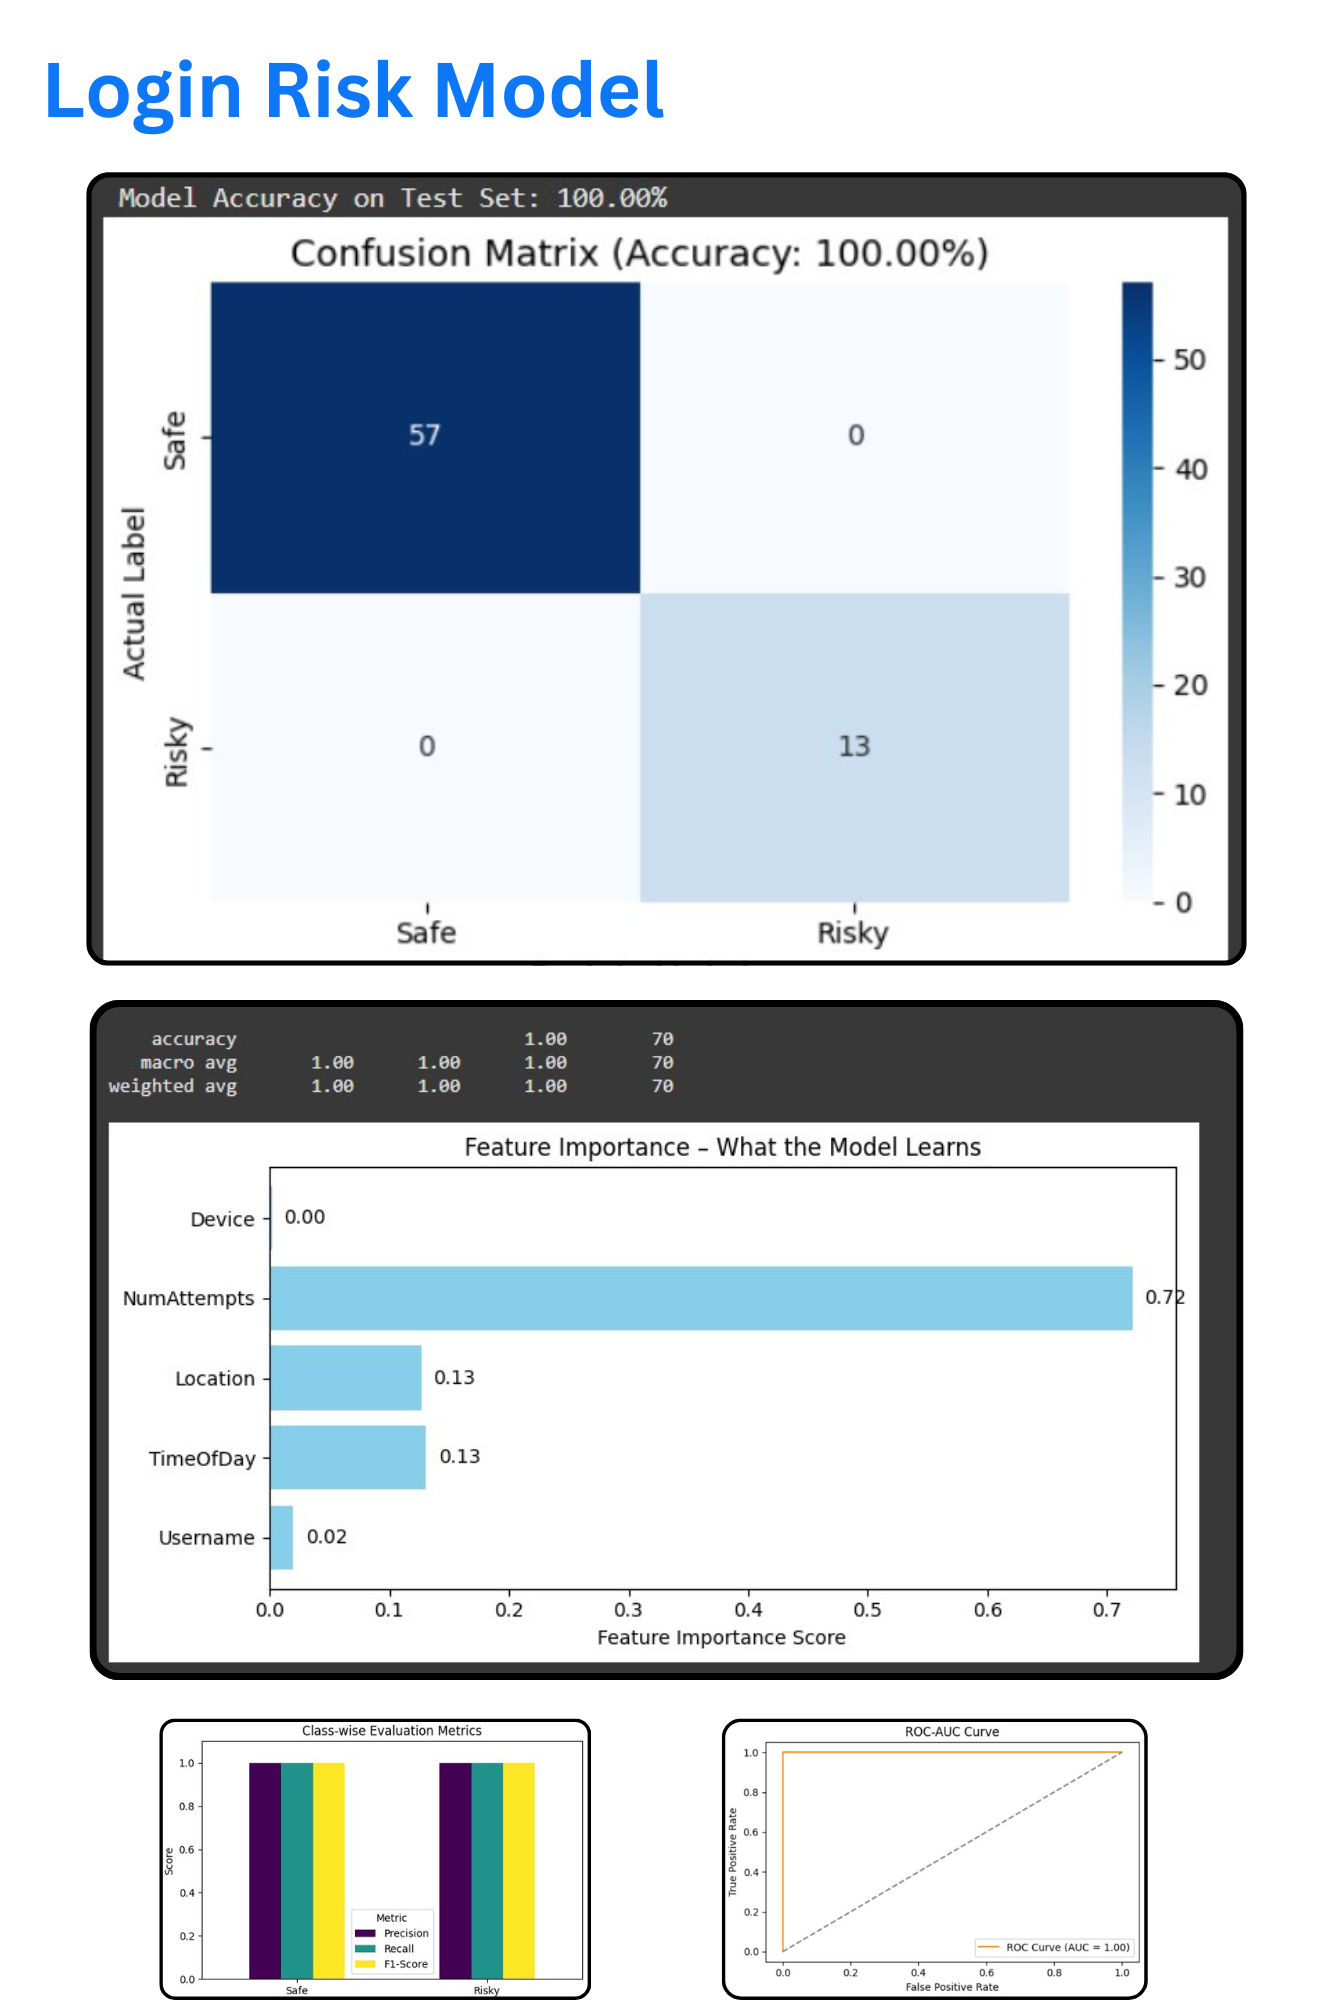 Login Risk Model
Model Accuracy on Test Set: 100.00%
Confusion Matrix (Accuracy: 100.00%)
Actual Label
Safe
57
0
Risky
0
13
Safe
Risky
50
40
30
20
10
0
accuracy 1.00 70
macro avg 1.00 1.00 1.00 70
weighted avg 1.00 1.00 1.00 70
Feature Importance – What the Model Learns
Device 0.00
NumAttempts 0.72
Location 0.13
TimeOfDay 0.13
Username 0.02
0.0 0.1 0.2 0.3 0.4 0.5 0.6 0.7
Feature Importance Score
Class-wise Evaluation Metrics
Score
1.0
0.8
0.6
0.4
0.2
0.0
Metric
Precision
Recall
F1-Score
Safe
Risky
ROC-AUC Curve
True Positive Rate
1.0
0.8
0.6
0.4
0.2
0.0
ROC Curve (AUC = 1.00)
0.0 0.2 0.4 0.6 0.8 1.0
False Positive Rate